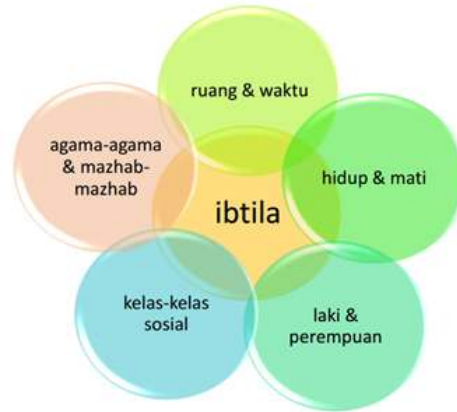 ruang & waktu
hidup & mati
laki &
perempuan
kelas-kelas
sosial
agama-agama
& mazhab-
mazhab
ibtila